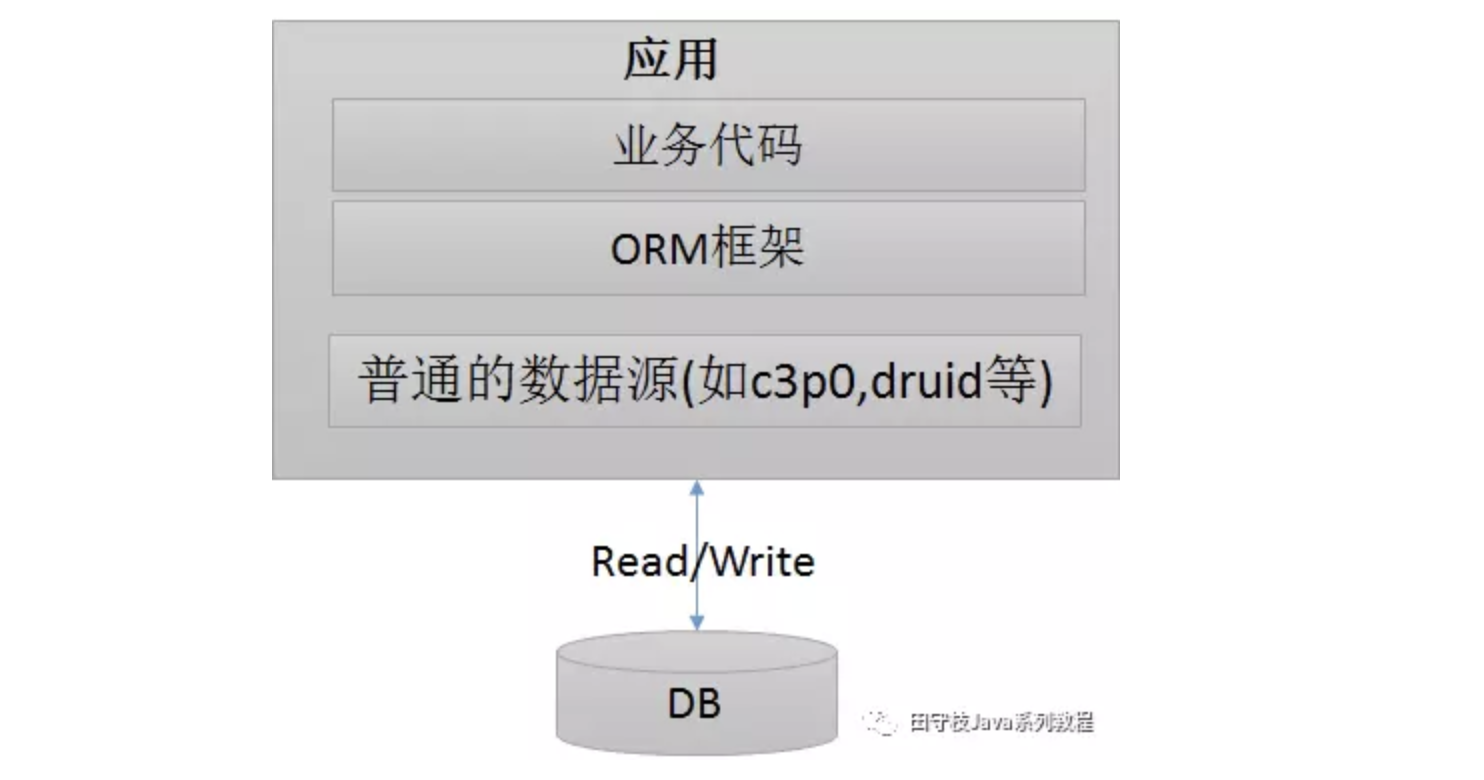 应用
业务代码
ORM框架
普通的数据源(如c3p0,druid等)
Read/Write
DB
田守枝Java系列教程